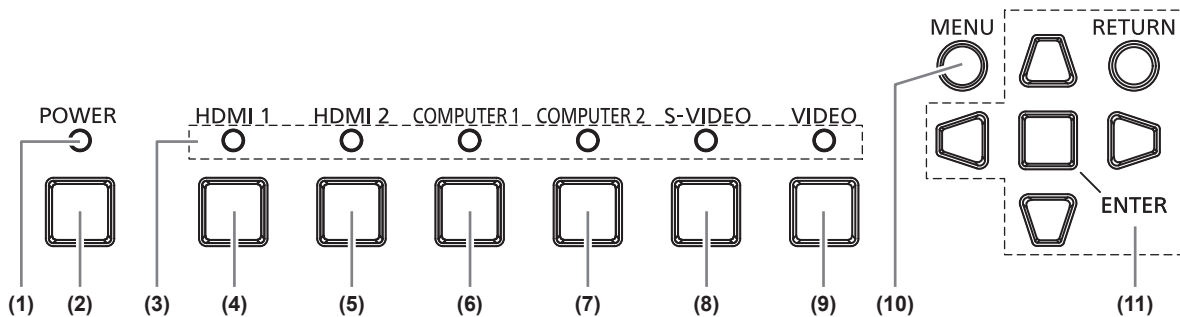 MENU RETURN
POWER HDMI 1 HDMI 2 COMPUTER 1 COMPUTER 2 S-VIDEO VIDEO
ENTER
(1) (2) (3) (4) (5) (6) (7) (8) (9) (10) (11)